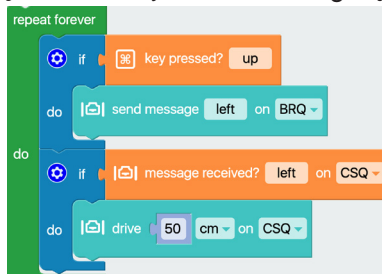 repeat forever
if ⌘ key pressed? up
do send message left on BRQ
do
if message received? left on CSQ
do drive 50 cm on CSQ